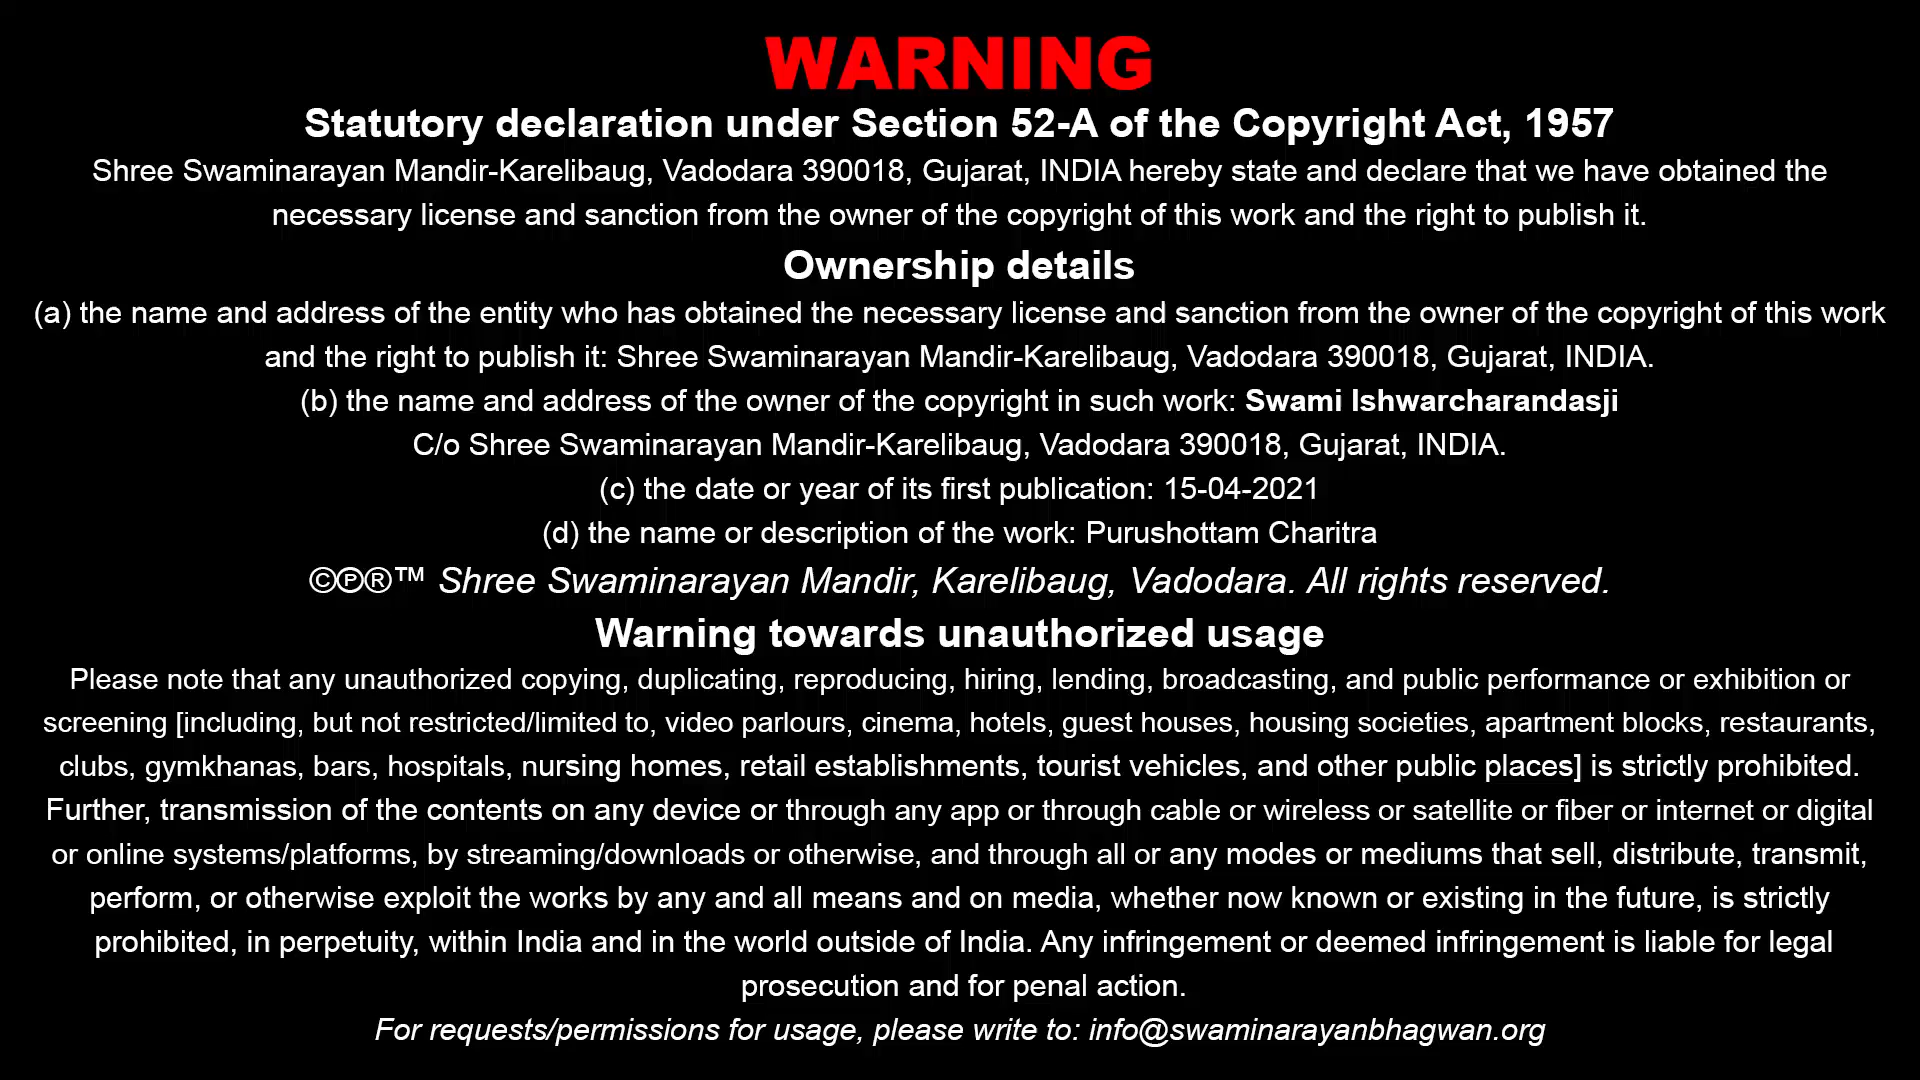 WARNING
Statutory declaration under Section 52-A of the Copyright Act, 1957
Shree Swaminarayan Mandir-Karelibaug, Vadodara 390018, Gujarat, INDIA hereby state and declare that we have obtained the
necessary license and sanction from the owner of the copyright of this work and the right to publish it.
Ownership details
(a) the name and address of the entity who has obtained the necessary license and sanction from the owner of the copyright of this work
and the right to publish it: Shree Swaminarayan Mandir-Karelibaug, Vadodara 390018, Gujarat, INDIA.
(b) the name and address of the owner of the copyright in such work: Swami Ishwarcharandasji
C/o Shree Swaminarayan Mandir-Karelibaug, Vadodara 390018, Gujarat, INDIA.
(c) the date or year of its first publication: 15-04-2021
(d) the name or description of the work: Purushottam Charitra
©℗®™ Shree Swaminarayan Mandir, Karelibaug, Vadodara. All rights reserved.
Warning towards unauthorized usage
Please note that any unauthorized copying, duplicating, reproducing, hiring, lending, broadcasting, and public performance or exhibition or
screening [including, but not restricted/limited to, video parlours, cinema, hotels, guest houses, housing societies, apartment blocks, restaurants,
clubs, gymkhanas, bars, hospitals, nursing homes, retail establishments, tourist vehicles, and other public places] is strictly prohibited.
Further, transmission of the contents on any device or through any app or through cable or wireless or satellite or fiber or internet or digital
or online systems/platforms, by streaming/downloads or otherwise, and through all or any modes or mediums that sell, distribute, transmit,
perform, or otherwise exploit the works by any and all means and on media, whether now known or existing in the future, is strictly
prohibited, in perpetuity, within India and in the world outside of India. Any infringement or deemed infringement is liable for legal
prosecution and for penal action.
For requests/permissions for usage, please write to: info@swaminarayanbhagwan.org